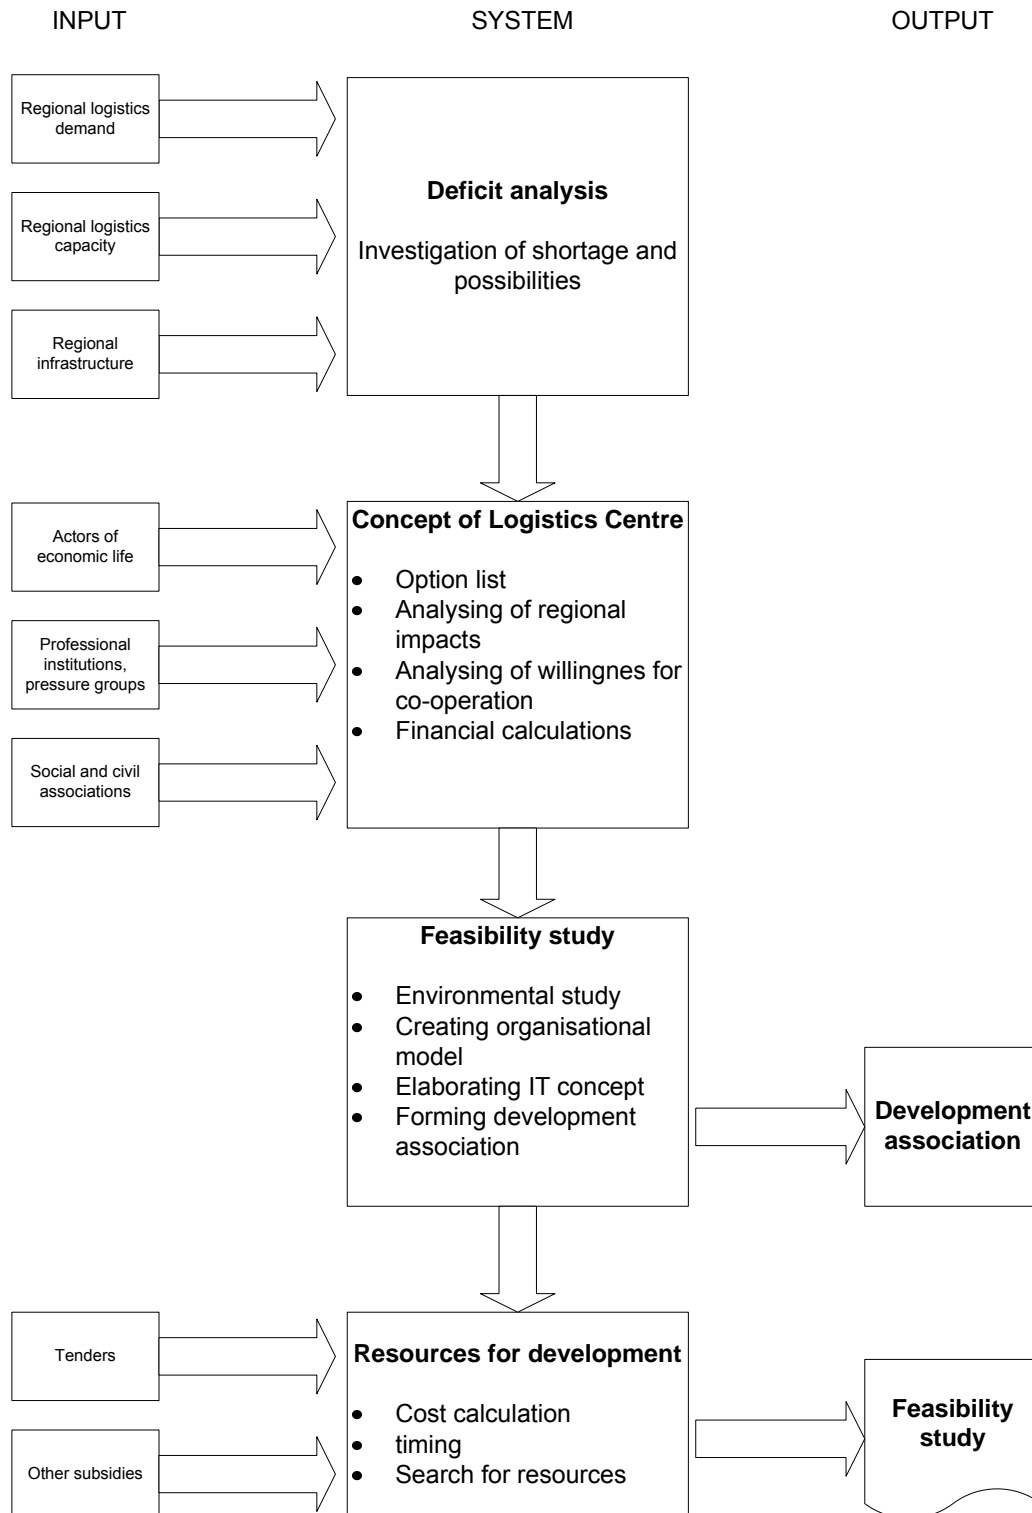 INPUT
SYSTEM
OUTPUT
Regional logistics
demand
Regional logistics
capacity
Regional
infrastructure
Deficit analysis
Investigation of shortage and
possibilities
Actors of
economic life
Professional
institutions,
pressure groups
Social and civil
associations
Concept of Logistics Centre
• Option list
• Analysing of regional
impacts
• Analysing of willingnes for
co-operation
• Financial calculations
Feasibility study
• Environmental study
• Creating organisational
model
• Elaborating IT concept
• Forming development
association
Development
association
Tenders
Other subsidies
Resources for development
• Cost calculation
• timing
• Search for resources
Feasibility
study